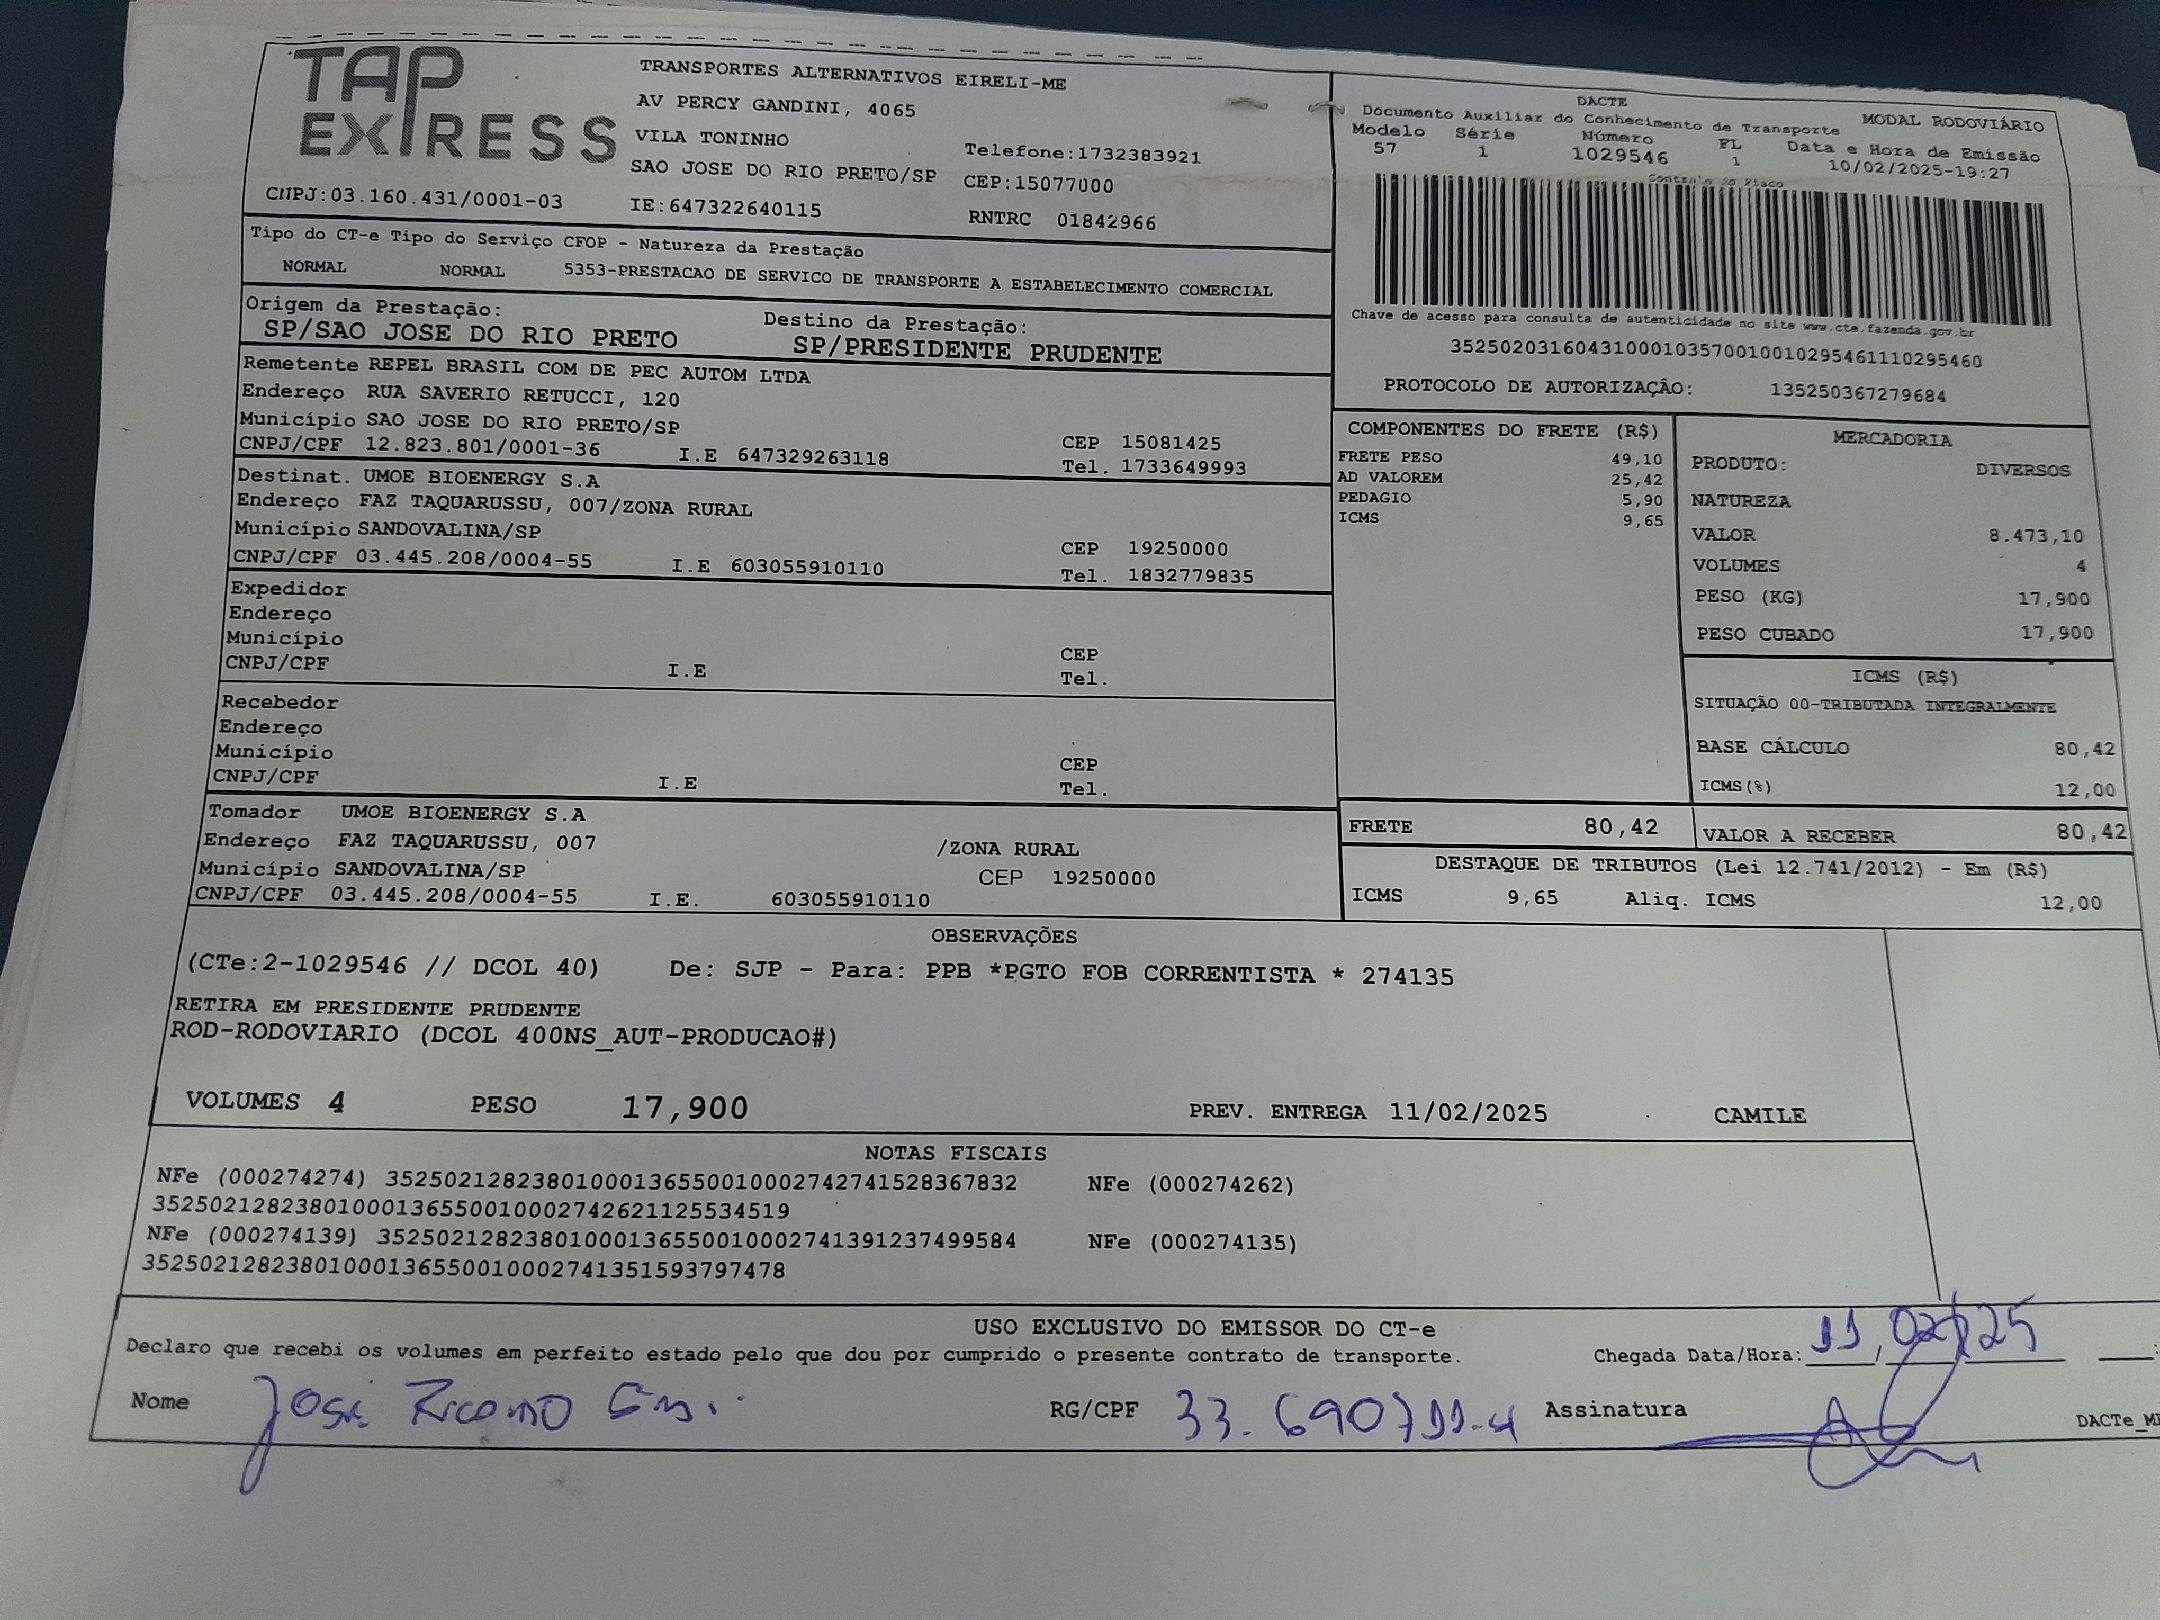 TAP EXPRESS
TRANSPORTES ALTERNATIVOS EIRELI-ME
AV PERCY GANDINI, 4065
VILA TONINHO
Telefone:1732383921
SAO JOSE DO RIO PRETO/SP CEP:15077000
CNPJ:03.160.431/0001-03 IE:647322640115 RNTRC 01842966
DACTE
Documento Auxiliar do Conhecimento de Transporte MODAL RODOVIÁRIO
Modelo Série Número FL Data e Hora de Emissão
57 1 1029546 1 10/02/2025-19:27
Controle do Fisco
Chave de acesso para consulta de autenticidade no site www.cte.fazenda.gov.br
35250203160431000103570010010295461110295460
PROTOCOLO DE AUTORIZAÇÃO: 135250367279684
Tipo do CT-e Tipo do Serviço CFOP - Natureza da Prestação
NORMAL NORMAL 5353-PRESTACAO DE SERVICO DE TRANSPORTE A ESTABELECIMENTO COMERCIAL
Origem da Prestação: Destino da Prestação:
SP/SAO JOSE DO RIO PRETO SP/PRESIDENTE PRUDENTE
Remetente REPEL BRASIL COM DE PEC AUTOM LTDA
Endereço RUA SAVERIO RETUCCI, 120
Município SAO JOSE DO RIO PRETO/SP CEP 15081425
CNPJ/CPF 12.823.801/0001-36 I.E 647329263118 Tel. 1733649993
Destinat. UMOE BIOENERGY S.A
Endereço FAZ TAQUARUSSU, 007/ZONA RURAL
Município SANDOVALINA/SP CEP 19250000
CNPJ/CPF 03.445.208/0004-55 I.E 603055910110 Tel. 1832779835
Expedidor
Endereço
Município CEP
CNPJ/CPF I.E Tel.
Recebedor
Endereço
Município CEP
CNPJ/CPF I.E Tel.
Tomador UMOE BIOENERGY S.A
Endereço FAZ TAQUARUSSU, 007 /ZONA RURAL
Município SANDOVALINA/SP CEP 19250000
CNPJ/CPF 03.445.208/0004-55 I.E. 603055910110
COMPONENTES DO FRETE (R$)
FRETE PESO 49,10
AD VALOREM 25,42
PEDAGIO 5,90
ICMS 9,65
MERCADORIA
PRODUTO: DIVERSOS
NATUREZA
VALOR 8.473,10
VOLUMES 4
PESO (KG) 17,900
PESO CUBADO 17,900
ICMS (R$)
SITUAÇÃO 00-TRIBUTADA INTEGRALMENTE
BASE CÁLCULO 80,42
ICMS(%) 12,00
FRETE 80,42 VALOR A RECEBER 80,42
DESTAQUE DE TRIBUTOS (Lei 12.741/2012) - Em (R$)
ICMS 9,65 Aliq. ICMS 12,00
OBSERVAÇÕES
(CTe:2-1029546 // DCOL 40) De: SJP - Para: PPB *PGTO FOB CORRENTISTA * 274135
RETIRA EM PRESIDENTE PRUDENTE
ROD-RODOVIARIO (DCOL 400NS_AUT-PRODUCAO#)
VOLUMES 4 PESO 17,900 PREV. ENTREGA 11/02/2025 CAMILE
NOTAS FISCAIS
NFe (000274274) 35250212823801000136550010002742741528367832 NFe (000274262)
35250212823801000136550010002742621125534519
NFe (000274139) 35250212823801000136550010002741391237499584 NFe (000274135)
35250212823801000136550010002741351593797478
USO EXCLUSIVO DO EMISSOR DO CT-e
Declaro que recebi os volumes em perfeito estado pelo que dou por cumprido o presente contrato de transporte. Chegada Data/Hora: 11/02/25
Nome José RG/CPF 33.690711-4 Assinatura